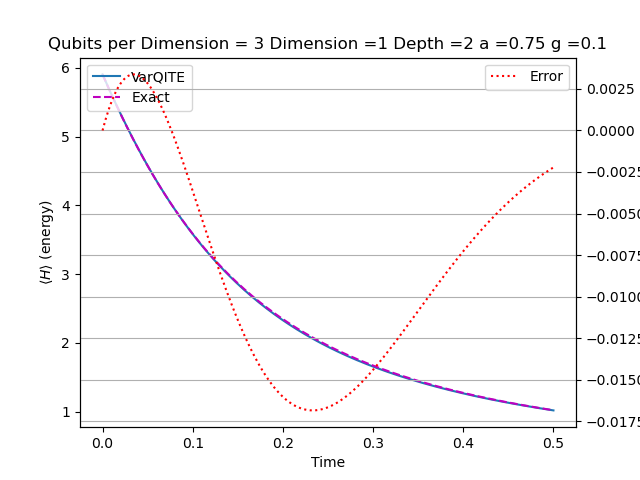 Qubits per Dimension = 3 Dimension =1 Depth =2 a =0.75 g =0.1
VarQITE
Exact
Error
6
5
4
3
2
1
⟨H⟩ (energy)
0.0025
0.0000
−0.0025
−0.0050
−0.0075
−0.0100
−0.0125
−0.0150
−0.0175
0.0 0.1 0.2 0.3 0.4 0.5
Time